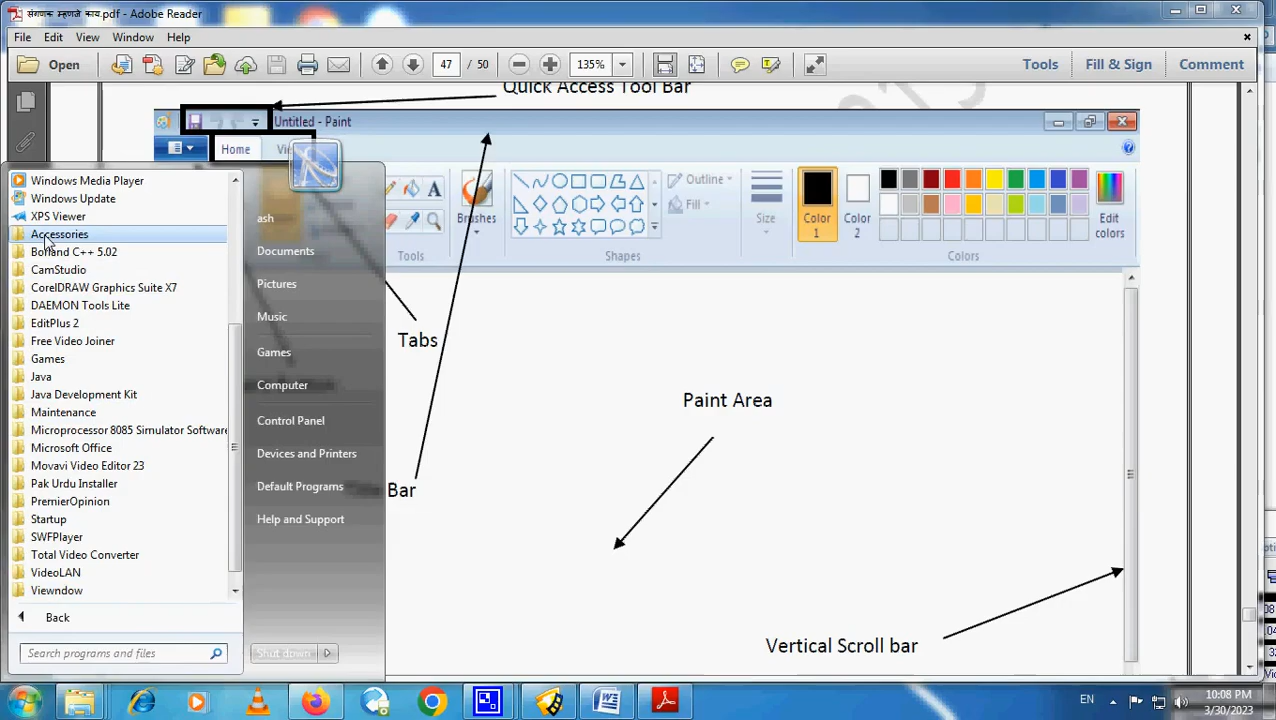 संगणक म्हणजे काय.pdf - Adobe Reader
File Edit View Window Help
Open 47 / 50 135% Tools Fill & Sign Comment
Quick Access Tool Bar
Untitled - Paint
Home
Outline
Fill
Brushes
Size
Color 1
Color 2
Edit colors
Tools
Shapes
Colors
Windows Media Player
Windows Update
XPS Viewer
Accessories
Borland C++ 5.02
CamStudio
CorelDRAW Graphics Suite X7
DAEMON Tools Lite
EditPlus 2
Free Video Joiner
Games
Java
Java Development Kit
Maintenance
Microprocessor 8085 Simulator Software
Microsoft Office
Movavi Video Editor 23
Pak Urdu Installer
PremierOpinion
Startup
SWFPlayer
Total Video Converter
VideoLAN
Viewndow
Back
Search programs and files
ash
Documents
Pictures
Music
Games
Computer
Control Panel
Devices and Printers
Default Programs
Help and Support
Shut down
Tabs
Paint Area
Bar
Vertical Scroll bar
EN
10:08 PM
3/30/2023